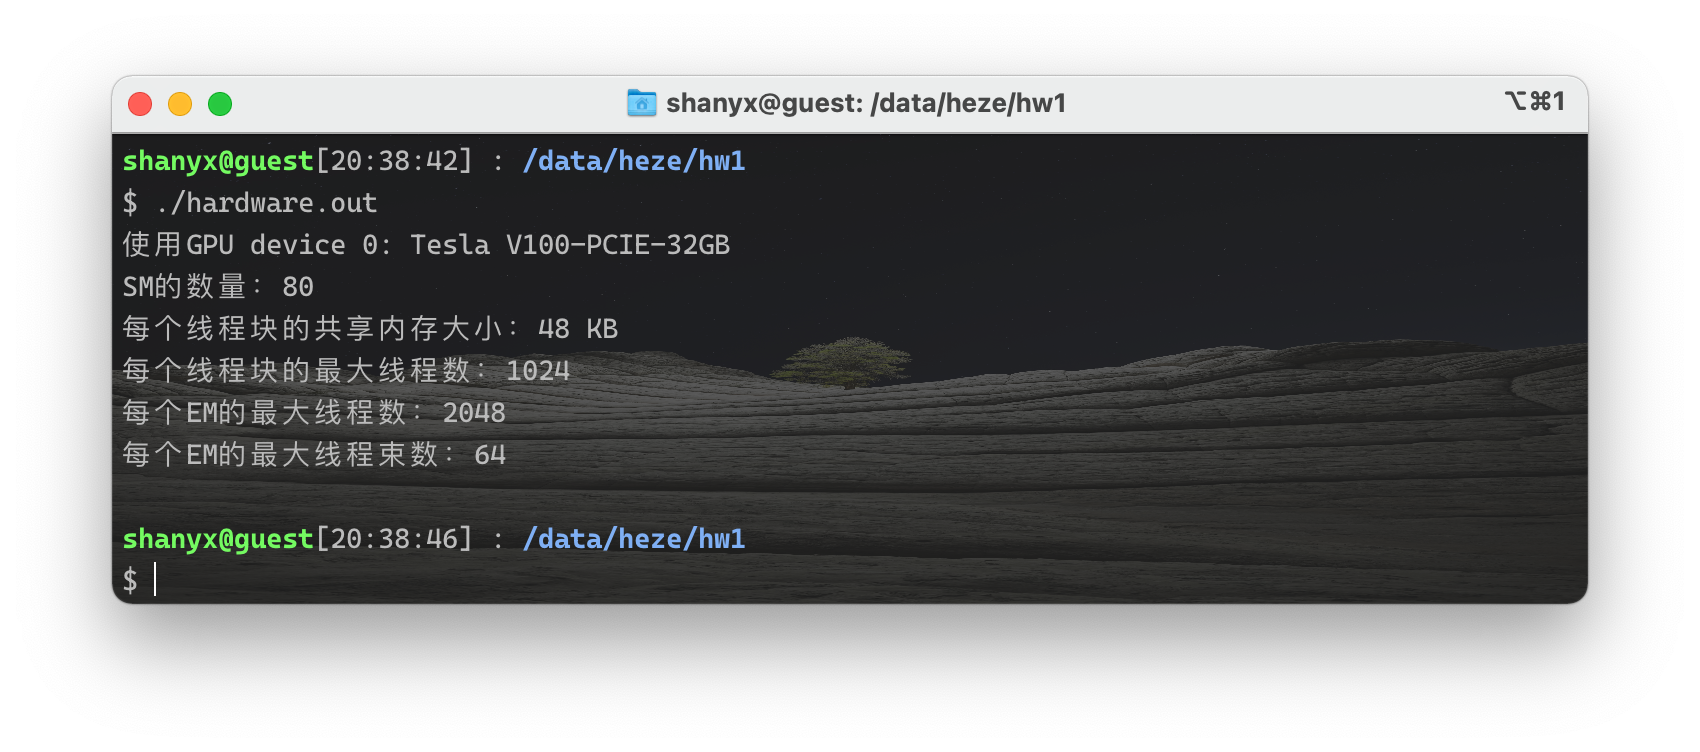 shanyx@guest: /data/heze/hw1
⌥⌘1
shanyx@guest[20:38:42] : /data/heze/hw1
$ ./hardware.out
使用GPU device 0: Tesla V100-PCIE-32GB
SM的数量：80
每个线程块的共享内存大小：48 KB
每个线程块的最大线程数：1024
每个EM的最大线程数：2048
每个EM的最大线程束数：64
shanyx@guest[20:38:46] : /data/heze/hw1
$